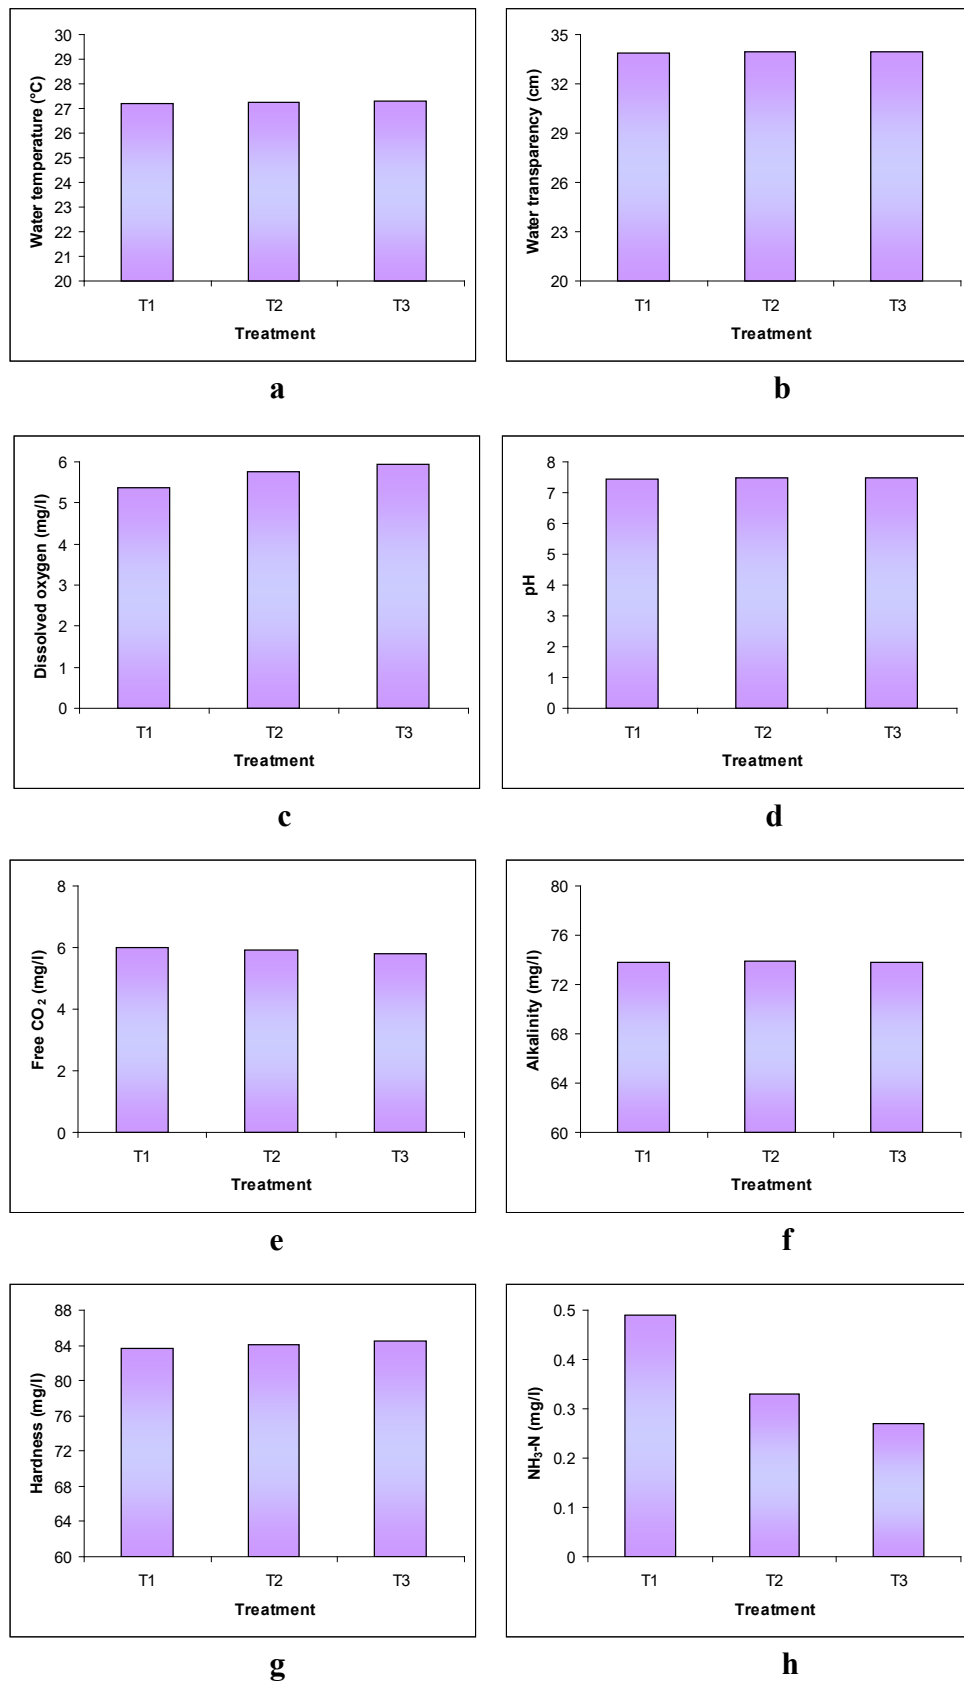 30
29
28
27
26
25
24
23
22
21
20
Water temperature (°C)
T1 T2 T3
Treatment
a
35
32
29
26
23
20
Water transparency (cm)
T1 T2 T3
Treatment
b
6
5
4
3
2
1
0
Dissolved oxygen (mg/l)
T1 T2 T3
Treatment
c
8
7
6
5
4
3
2
1
0
pH
T1 T2 T3
Treatment
d
8
6
4
2
0
Free CO₂ (mg/l)
T1 T2 T3
Treatment
e
80
76
72
68
64
60
Alkalinity (mg/l)
T1 T2 T3
Treatment
f
88
84
80
76
72
68
64
60
Hardness (mg/l)
T1 T2 T3
Treatment
g
0.5
0.4
0.3
0.2
0.1
0
NH₃-N (mg/l)
T1 T2 T3
Treatment
h